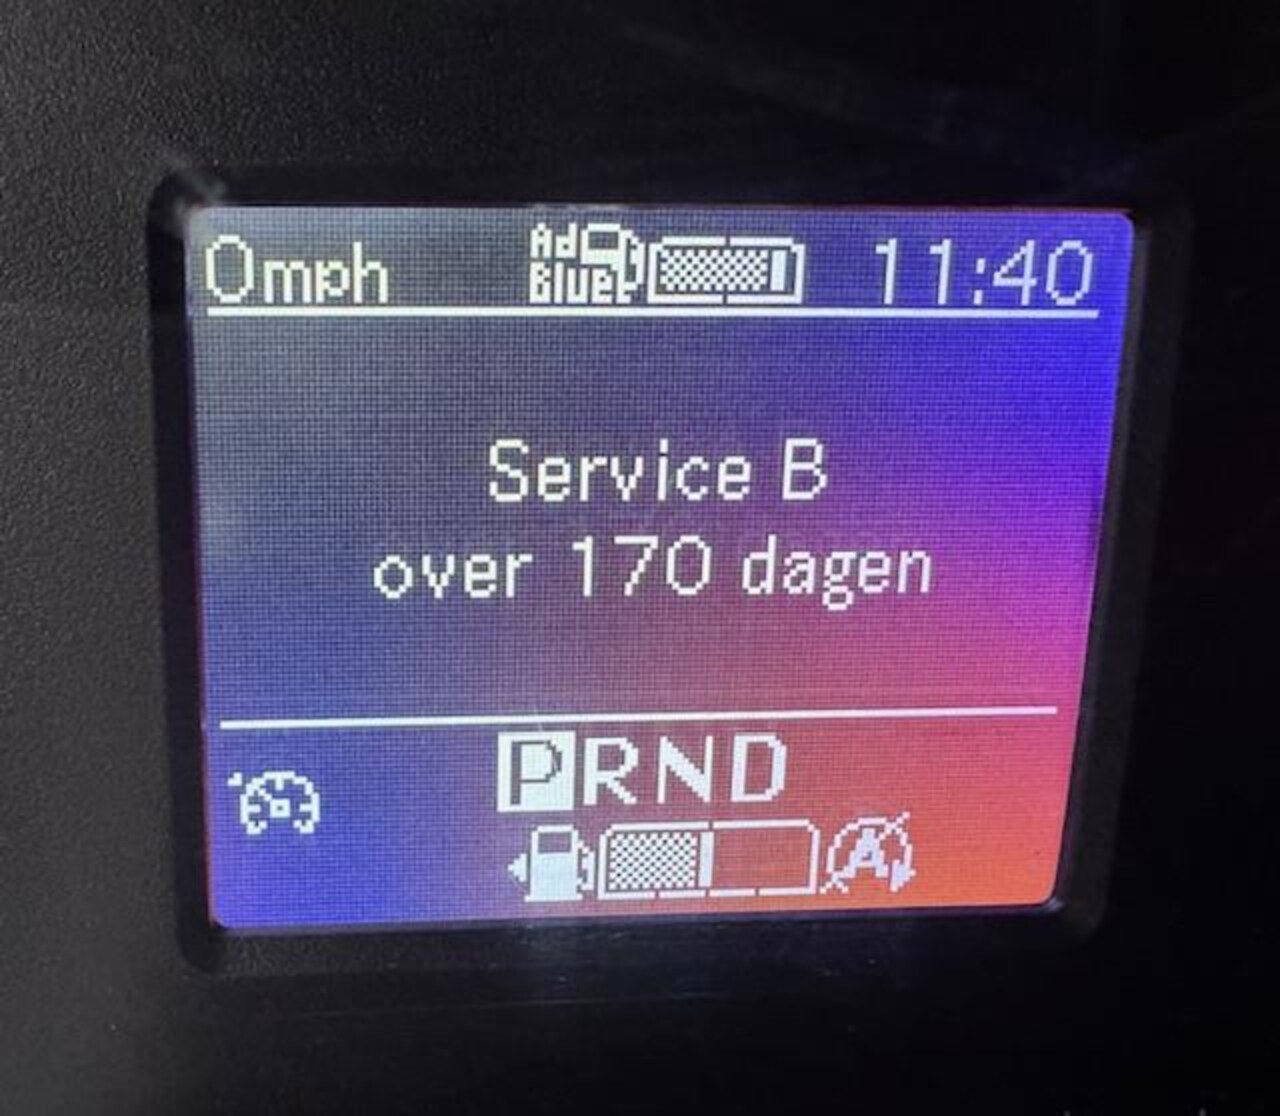 0mph Ad Blue 11:40
Service B
over 170 dagen
PRND
A